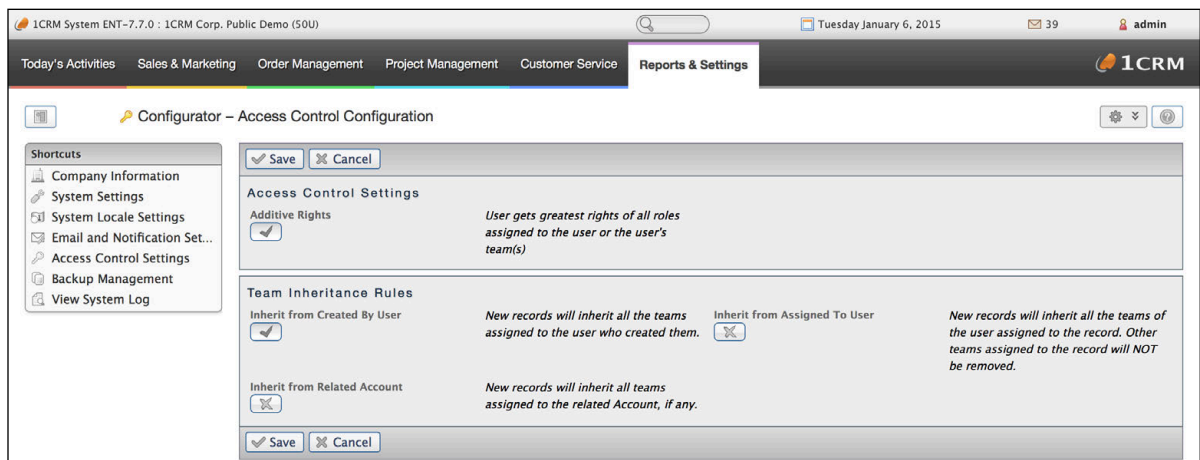 1CRM System ENT-7.7.0 : 1CRM Corp. Public Demo (50U)
Tuesday January 6, 2015
39
admin
Today's Activities
Sales & Marketing
Order Management
Project Management
Customer Service
Reports & Settings
1CRM
Configurator – Access Control Configuration
Shortcuts
Company Information
System Settings
System Locale Settings
Email and Notification Set...
Access Control Settings
Backup Management
View System Log
Save
Cancel
Access Control Settings
Additive Rights
User gets greatest rights of all roles
assigned to the user or the user's
team(s)
Team Inheritance Rules
Inherit from Created By User
New records will inherit all the teams
assigned to the user who created them.
Inherit from Assigned To User
New records will inherit all the teams of
the user assigned to the record. Other
teams assigned to the record will NOT
be removed.
Inherit from Related Account
New records will inherit all teams
assigned to the related Account, if any.
Save
Cancel